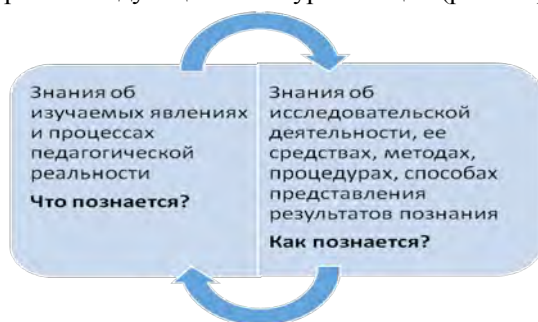 Знания об
изучаемых явлениях
и процессах
педагогической
реальности
Что познается?
Знания об
исследовательской
деятельности, ее
средствах, методах,
процедурах, способах
представления
результатов познания
Как познается?